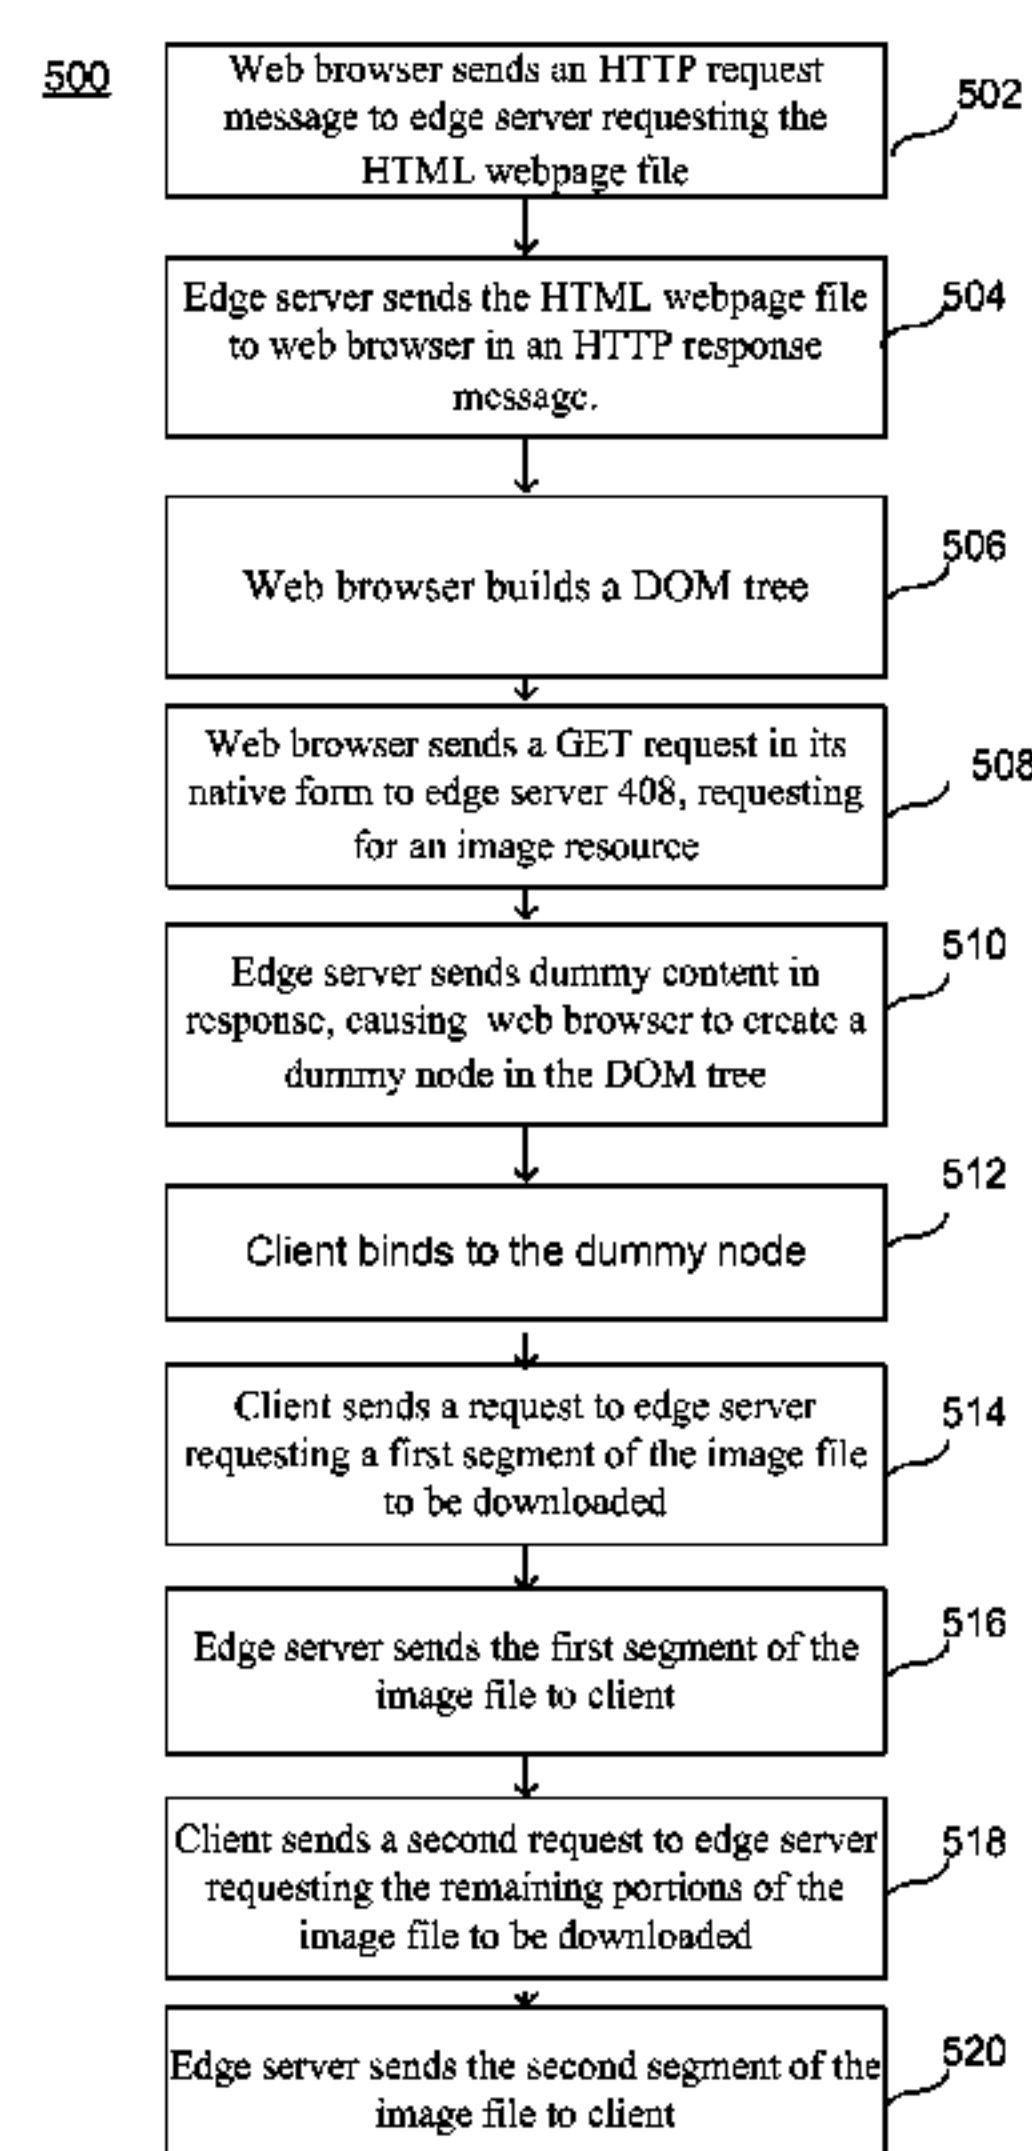 500
Web browser sends an HTTP request
message to edge server requesting the
HTML webpage file
502
Edge server sends the HTML webpage file
to web browser in an HTTP response
message.
504
Web browser builds a DOM tree
506
Web browser sends a GET request in its
native form to edge server 408, requesting
for an image resource
508
Edge server sends dummy content in
response, causing web browser to create a
dummy node in the DOM tree
510
Client binds to the dummy node
512
Client sends a request to edge server
requesting a first segment of the image file
to be downloaded
514
Edge server sends the first segment of the
image file to client
516
Client sends a second request to edge server
requesting the remaining portions of the
image file to be downloaded
518
Edge server sends the second segment of the
image file to client
520